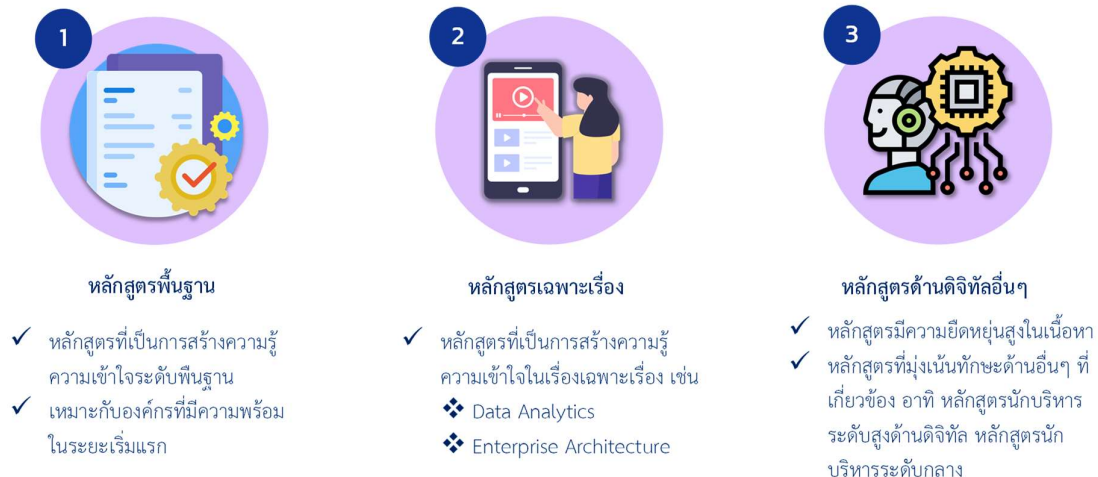 1
หลักสูตรพื้นฐาน
✓ หลักสูตรที่เป็นการสร้างความรู้
ความเข้าใจระดับพืนฐาน
✓ เหมาะกับองค์กรที่มีความพร้อม
ในระยะเริ่มแรก
2
หลักสูตรเฉพาะเรื่อง
✓ หลักสูตรที่เป็นการสร้างความรู้
ความเข้าใจในเรื่องเฉพาะเรื่อง เช่น
❖ Data Analytics
❖ Enterprise Architecture
3
หลักสูตรด้านดิจิทัลอื่นๆ
✓ หลักสูตรมีความยืดหยุ่นสูงในเนื้อหา
✓ หลักสูตรที่มุ่งเน้นทักษะด้านอื่นๆ ที่
เกี่ยวข้อง อาทิ หลักสูตรนักบริหาร
ระดับสูงด้านดิจิทัล หลักสูตรนัก
บริหารระดับกลาง